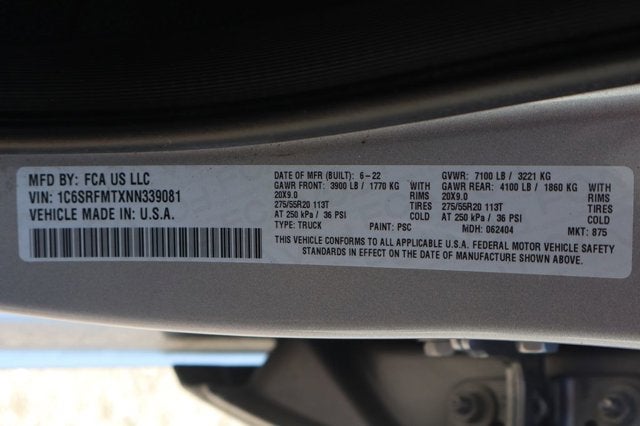 MFD BY: FCA US LLC
VIN: 1C6SRFMTXNN339081
VEHICLE MADE IN: U.S.A.
DATE OF MFR (BUILT): 6-22 GVWR: 7100 LB / 3221 KG
GAWR FRONT: 3900 LB / 1770 KG WITH GAWR REAR: 4100 LB / 1860 KG WITH
20X9.0 RIMS 20X9.0 RIMS
275/55R20 113T TIRES 275/55R20 113T TIRES
AT 250 kPa / 36 PSI COLD AT 250 kPa / 36 PSI COLD
TYPE: TRUCK PAINT: PSC MDH: 062404 MKT: 875
THIS VEHICLE CONFORMS TO ALL APPLICABLE U.S.A. FEDERAL MOTOR VEHICLE SAFETY
STANDARDS IN EFFECT ON THE DATE OF MANUFACTURE SHOWN ABOVE.